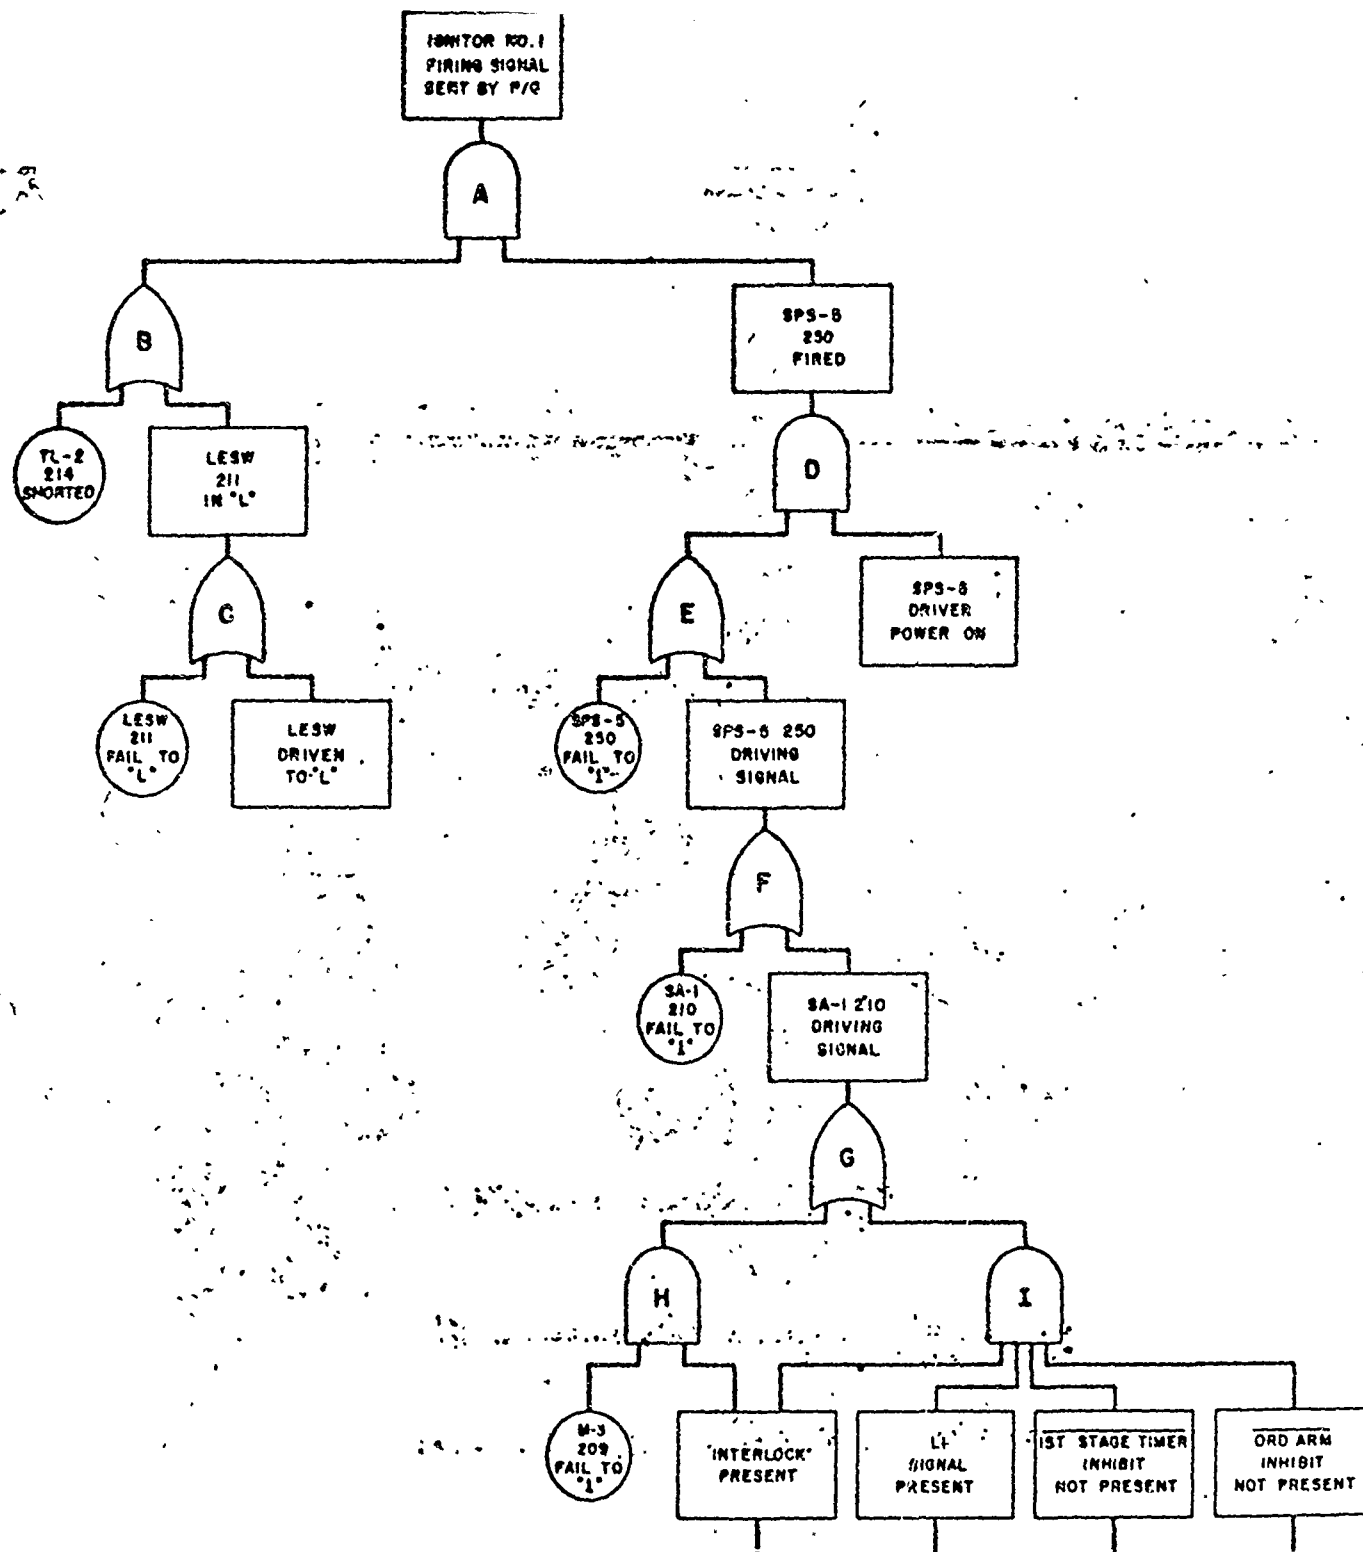 IGNITOR NO. 1
FIRING SIGNAL
SENT BY P/G
A
B
SPS-5
250
FIRED
TL-2
214
SHORTED
LESW
211
IN "L"
D
C
E
SPS-5
DRIVER
POWER ON
LESW
211
FAIL TO
"L"
LESW
DRIVEN
TO "L"
SPS-5
250
FAIL TO
"1"
SPS-5 250
DRIVING
SIGNAL
F
SA-1
210
FAIL TO
"1"
SA-1 210
DRIVING
SIGNAL
G
H
I
M-3
209
FAIL TO
"1"
"INTERLOCK"
PRESENT
SIGNAL
PRESENT
1ST STAGE TIMER
INHIBIT
NOT PRESENT
ORD ARM
INHIBIT
NOT PRESENT